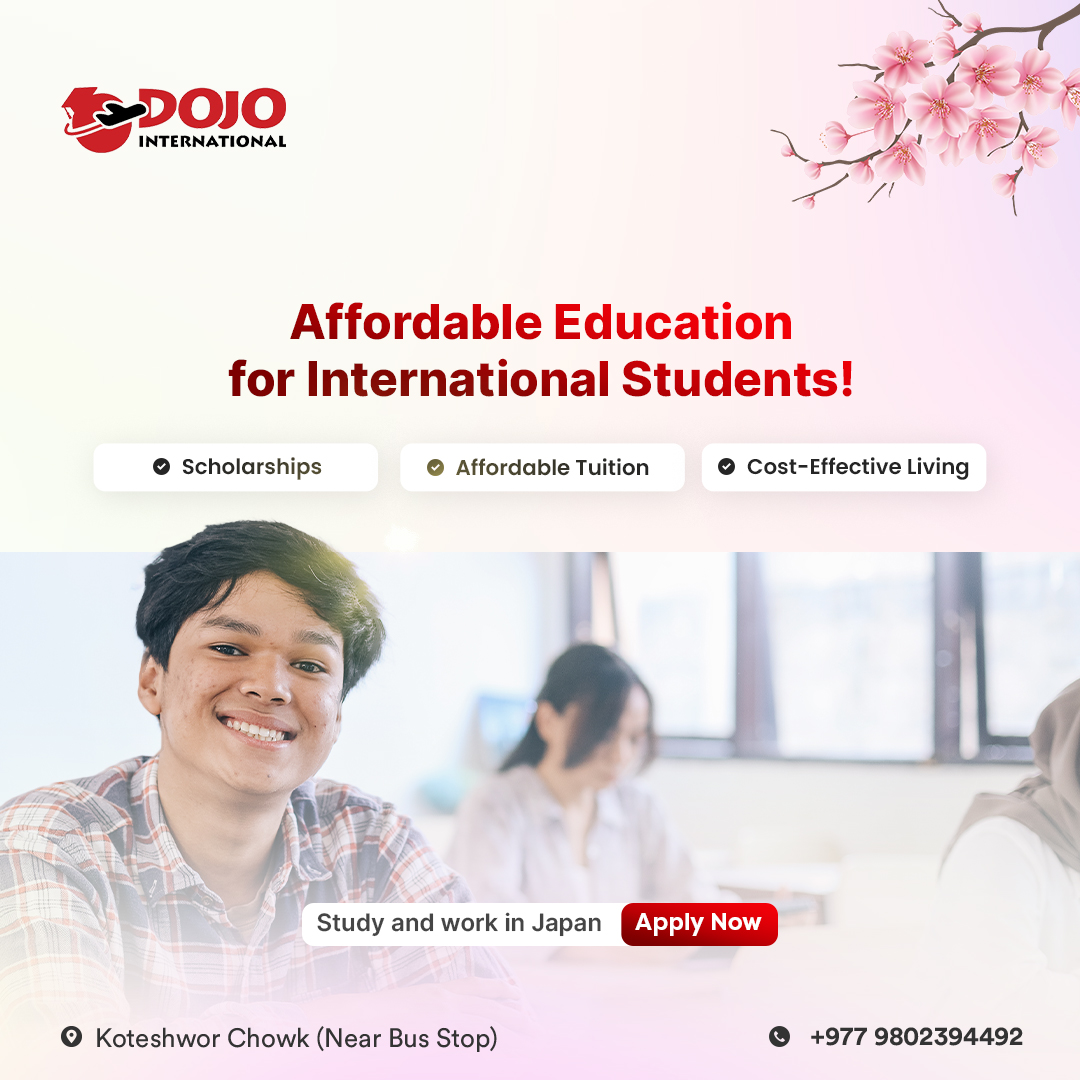 DOJO
INTERNATIONAL
Affordable Education
for International Students!
Scholarships
Affordable Tuition
Cost-Effective Living
Study and work in Japan
Apply Now
Koteshwor Chowk (Near Bus Stop)
+977 9802394492